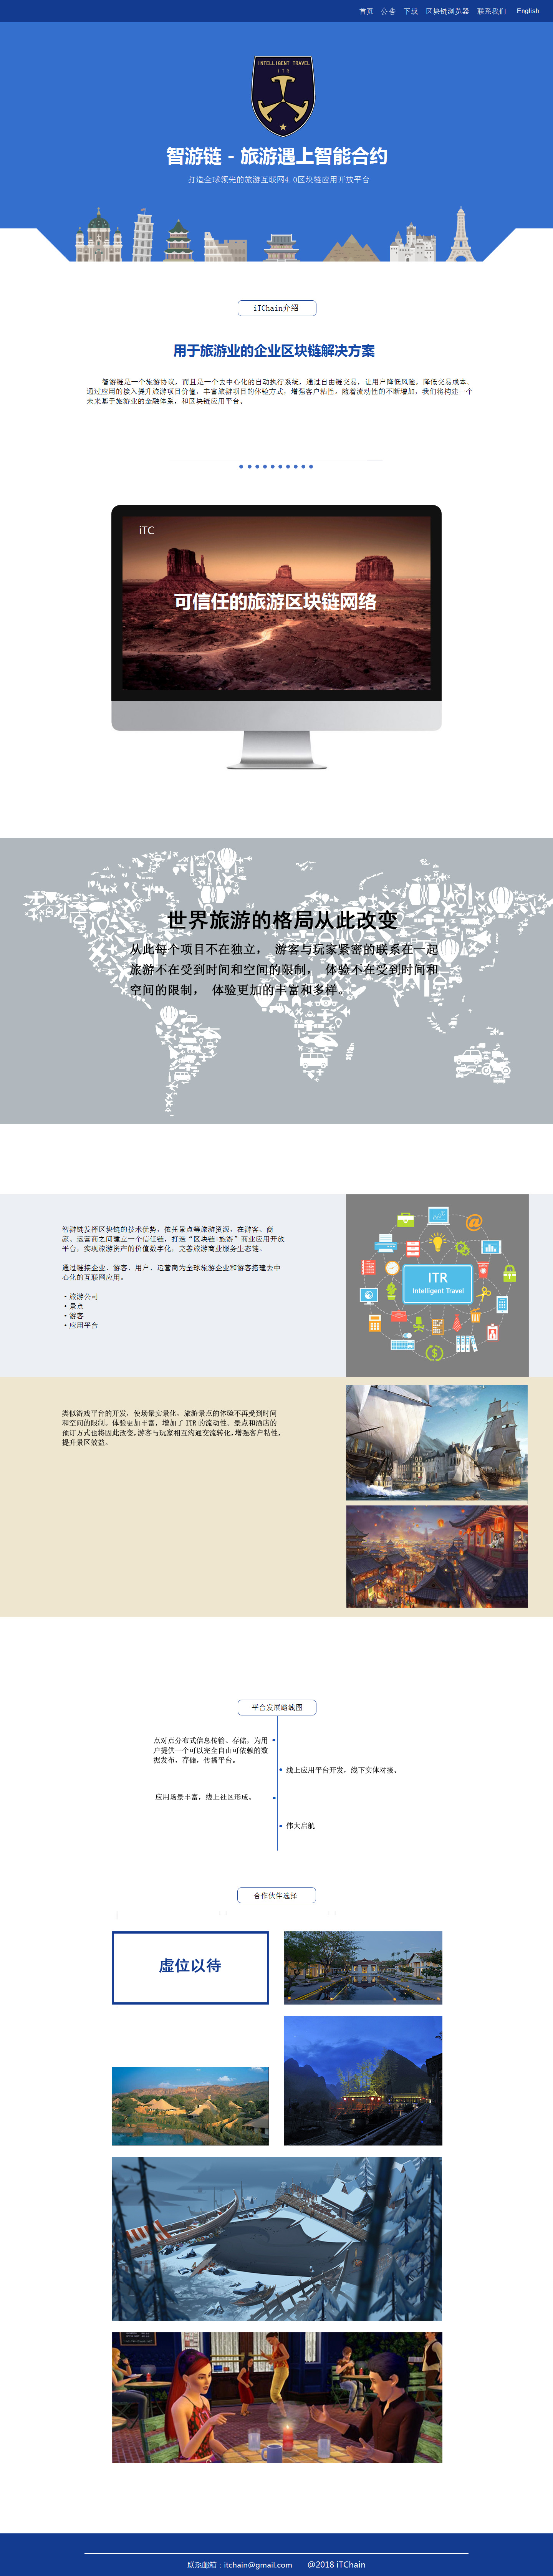 首页 公告 下载 区块链浏览器 联系我们 English
INTELLIGENT TRAVEL
ITR
智游链 - 旅游遇上智能合约
打造全球领先的旅游互联网4.0区块链应用开放平台
iTChain介绍
用于旅游业的企业区块链解决方案
智游链是一个旅游协议，而且是一个去中心化的自动执行系统，通过自由链交易，让用户降低风险，降低交易成本。
通过应用的接入提升旅游项目价值，丰富旅游项目的体验方式，增强客户粘性。随着流动性的不断增加，我们将构建一个
未来基于旅游业的金融体系，和区块链应用平台。
iTC
可信任的旅游区块链网络
世界旅游的格局从此改变
从此每个项目不在独立， 游客与玩家紧密的联系在一起
旅游不在受到时间和空间的限制， 体验不在受到时间和
空间的限制， 体验更加的丰富和多样。
智游链发挥区块链的技术优势，依托景点等旅游资源，在游客、商
家、运营商之间建立一个信任链，打造“区块链+旅游”商业应用开放
平台，实现旅游资产的价值数字化，完善旅游商业服务生态链。
通过链接企业、游客、用户、运营商为全球旅游企业和游客搭建去中
心化的互联网应用。
• 旅游公司
• 景点
• 游客
• 应用平台
ITR
Intelligent Travel
类似游戏平台的开发，使场景实景化，旅游景点的体验不再受到时间
和空间的限制。体验更加丰富，增加了 ITR 的流动性。景点和酒店的
预订方式也将因此改变，游客与玩家相互沟通交流转化，增强客户粘性，
提升景区效益。
平台发展路线图
点对点分布式信息传输、存储，为用
户提供一个可以完全自由可依赖的数
据发布，存储，传播平台。
线上应用平台开发，线下实体对接。
应用场景丰富，线上社区形成。
伟大启航
合作伙伴选择
虚位以待
联系邮箱：itchain@gmail.com @2018 iTChain